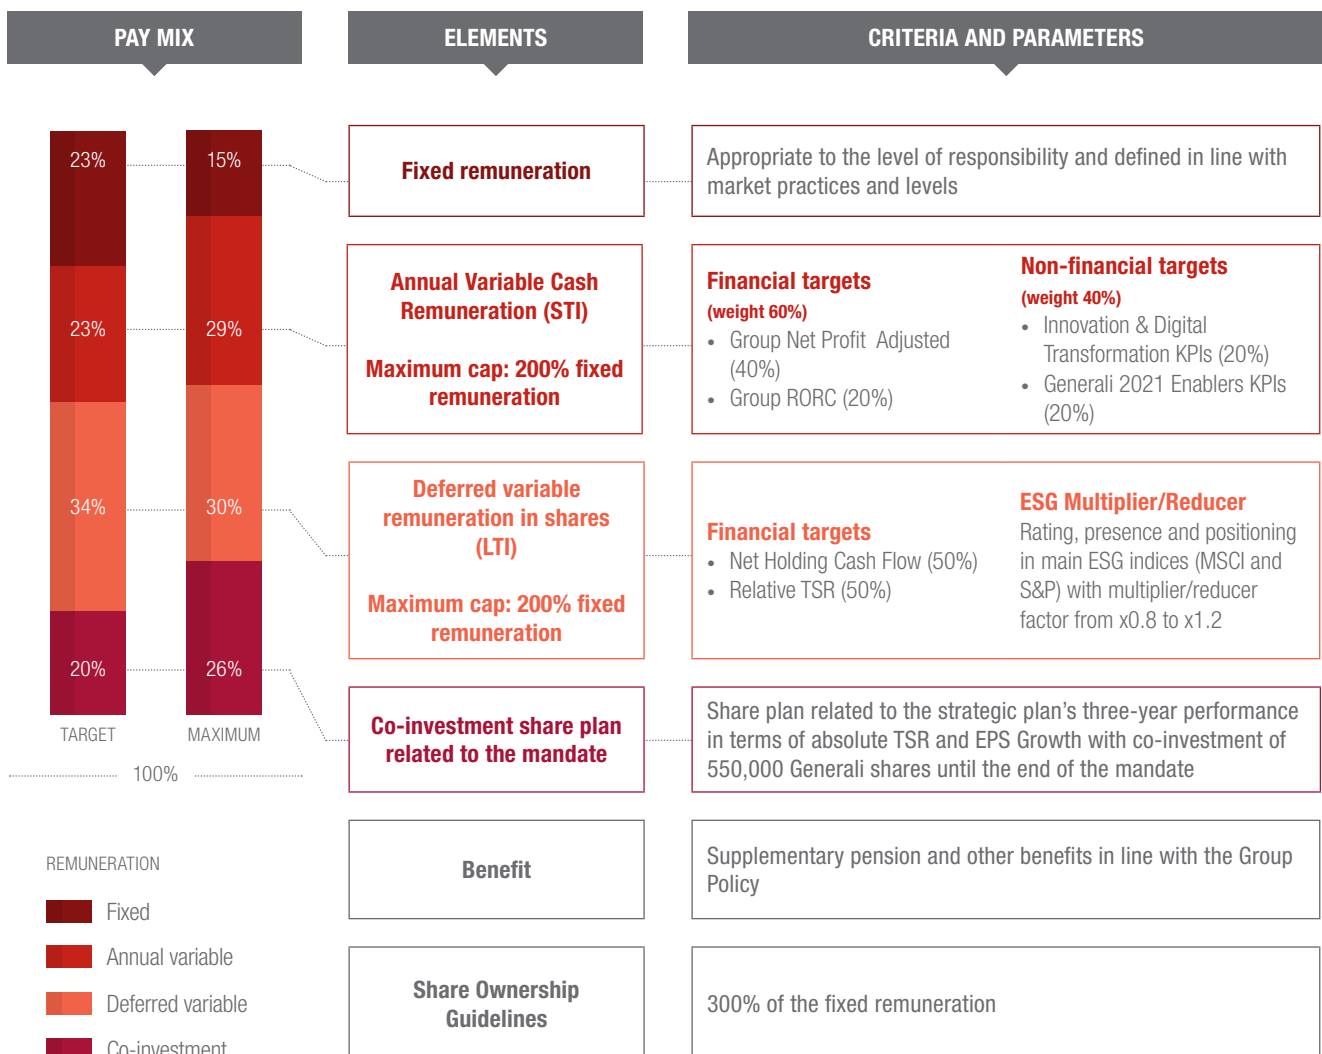 PAY MIX
ELEMENTS
CRITERIA AND PARAMETERS
23%
15%
23%
29%
34%
30%
20%
26%
TARGET
MAXIMUM
100%
REMUNERATION
Fixed
Annual variable
Deferred variable
Co-investment
Fixed remuneration
Appropriate to the level of responsibility and defined in line with
market practices and levels
Annual Variable Cash
Remuneration (STI)
Maximum cap: 200% fixed
remuneration
Financial targets
(weight 60%)
• Group Net Profit Adjusted
(40%)
• Group RORC (20%)
Non-financial targets
(weight 40%)
• Innovation & Digital
Transformation KPIs (20%)
• Generali 2021 Enablers KPIs
(20%)
Deferred variable
remuneration in shares
(LTI)
Maximum cap: 200% fixed
remuneration
Financial targets
• Net Holding Cash Flow (50%)
• Relative TSR (50%)
ESG Multiplier/Reducer
Rating, presence and positioning
in main ESG indices (MSCI and
S&P) with multiplier/reducer
factor from x0.8 to x1.2
Co-investment share plan
related to the mandate
Share plan related to the strategic plan’s three-year performance
in terms of absolute TSR and EPS Growth with co-investment of
550,000 Generali shares until the end of the mandate
Benefit
Supplementary pension and other benefits in line with the Group
Policy
Share Ownership
Guidelines
300% of the fixed remuneration